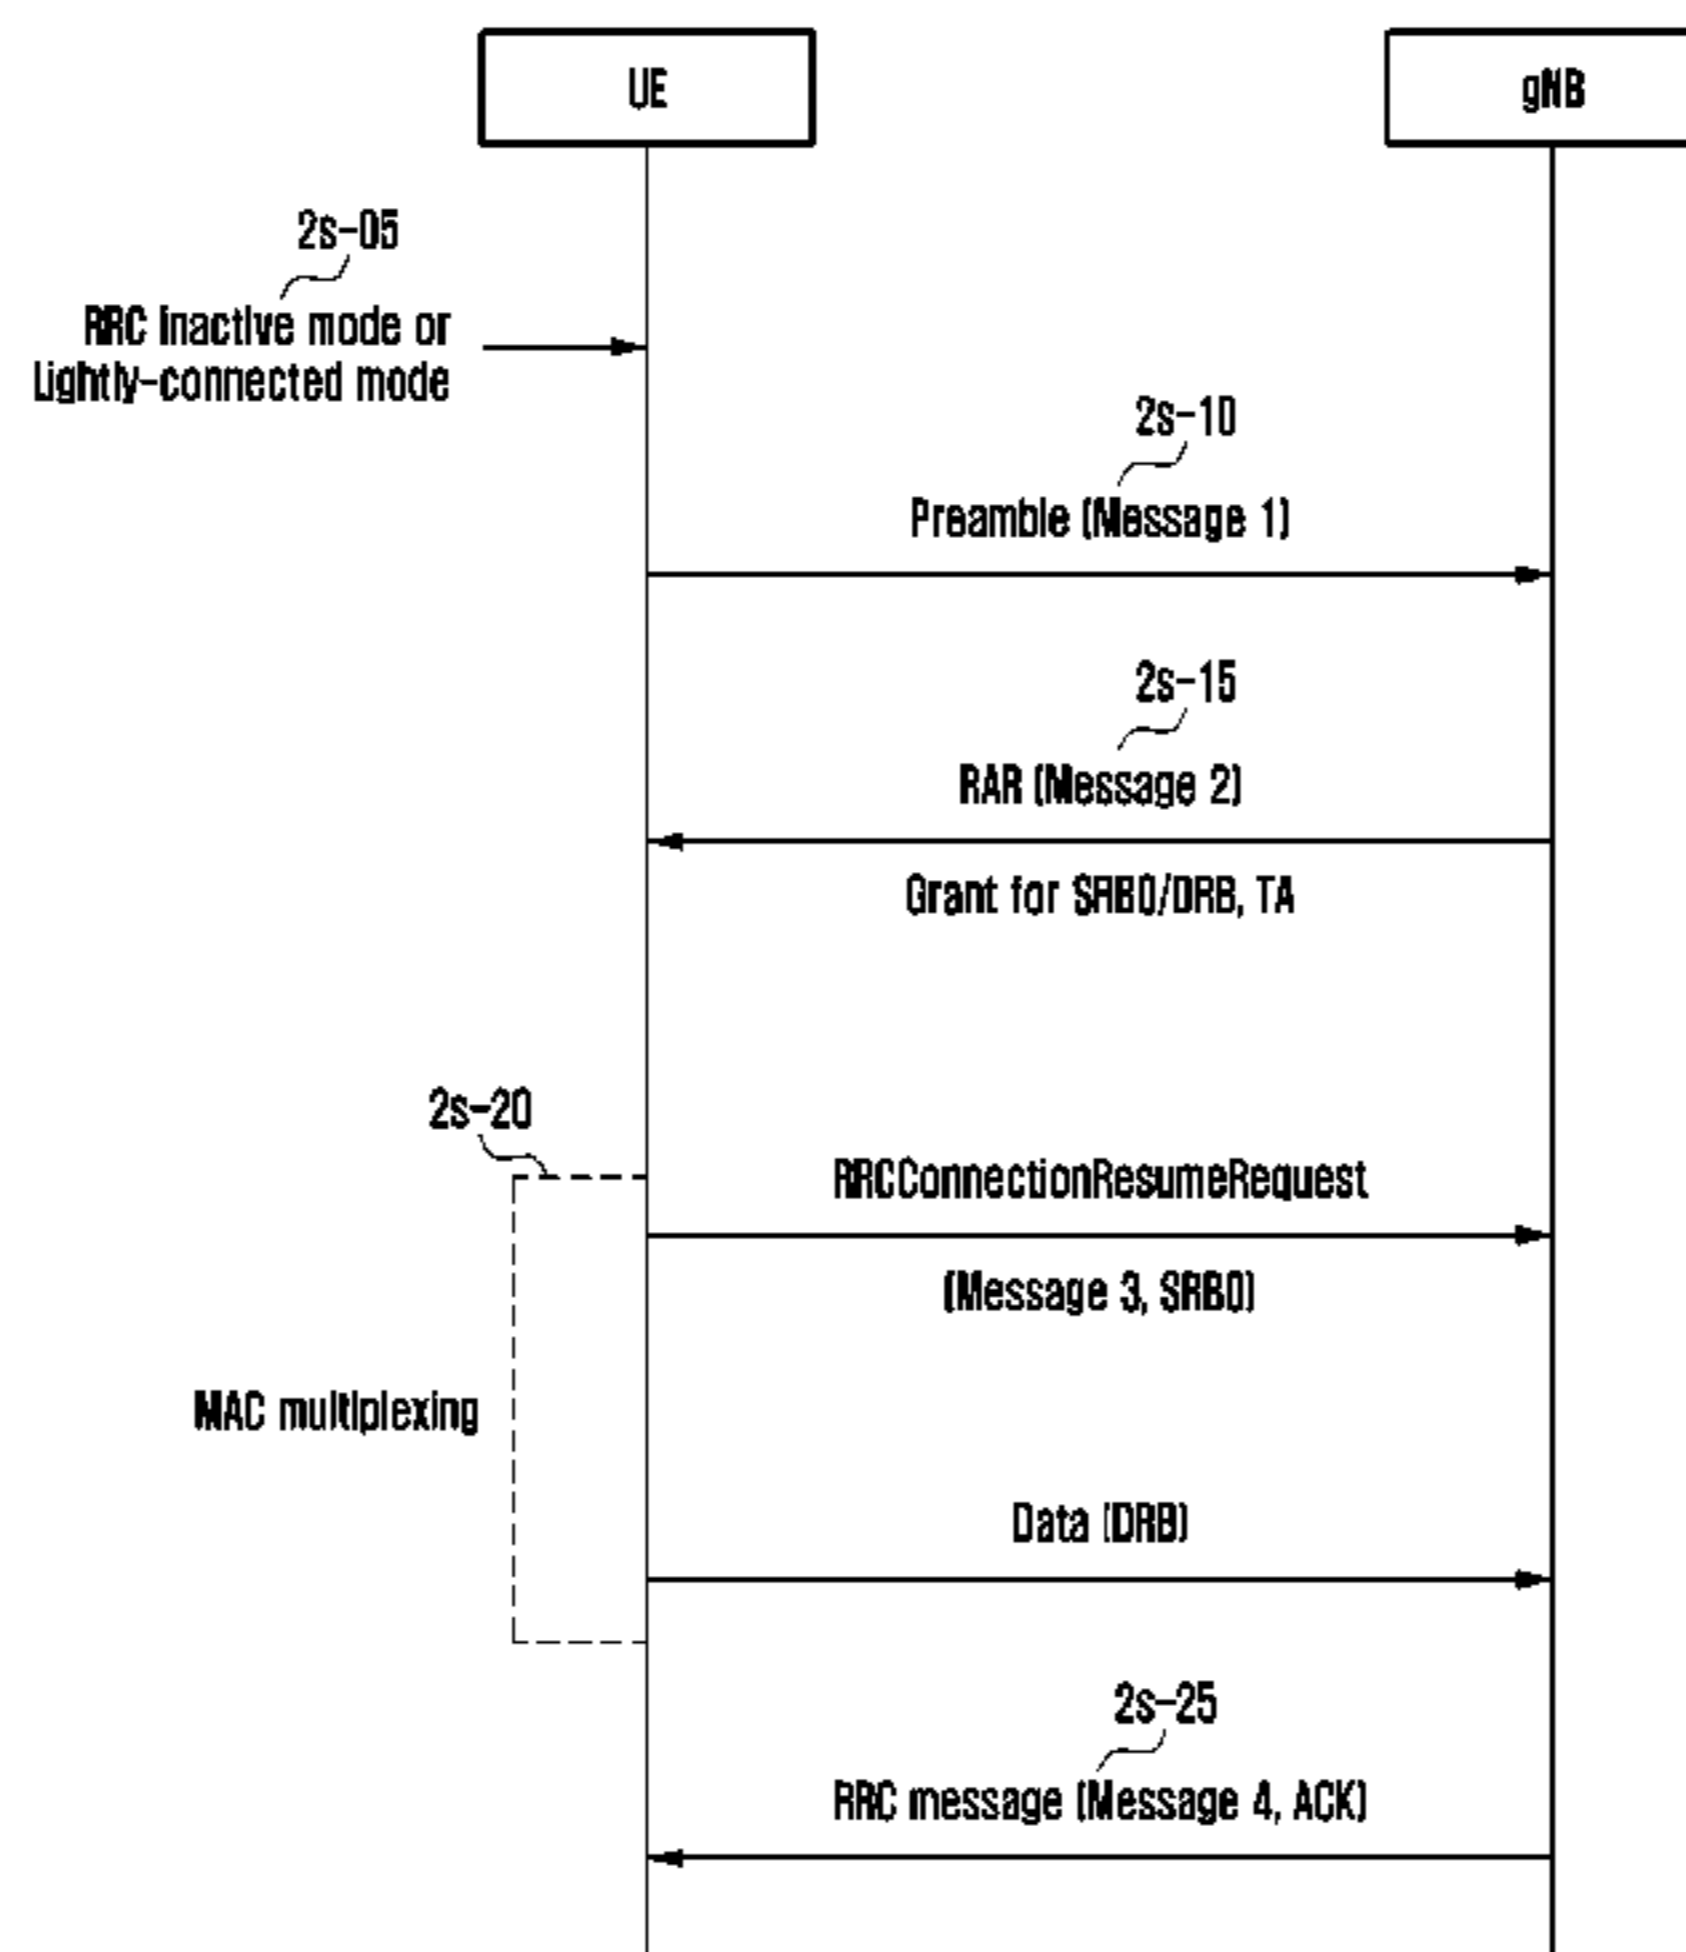 UE
gNB
2s-05
RRC inactive mode or
Lightly-connected mode
2s-10
Preamble (Message 1)
2s-15
RAR (Message 2)
Grant for SRB0/DRB, TA
2s-20
RRCConnectionResumeRequest
(Message 3, SRB0)
MAC multiplexing
Data (DRB)
2s-25
RRC message (Message 4, ACK)